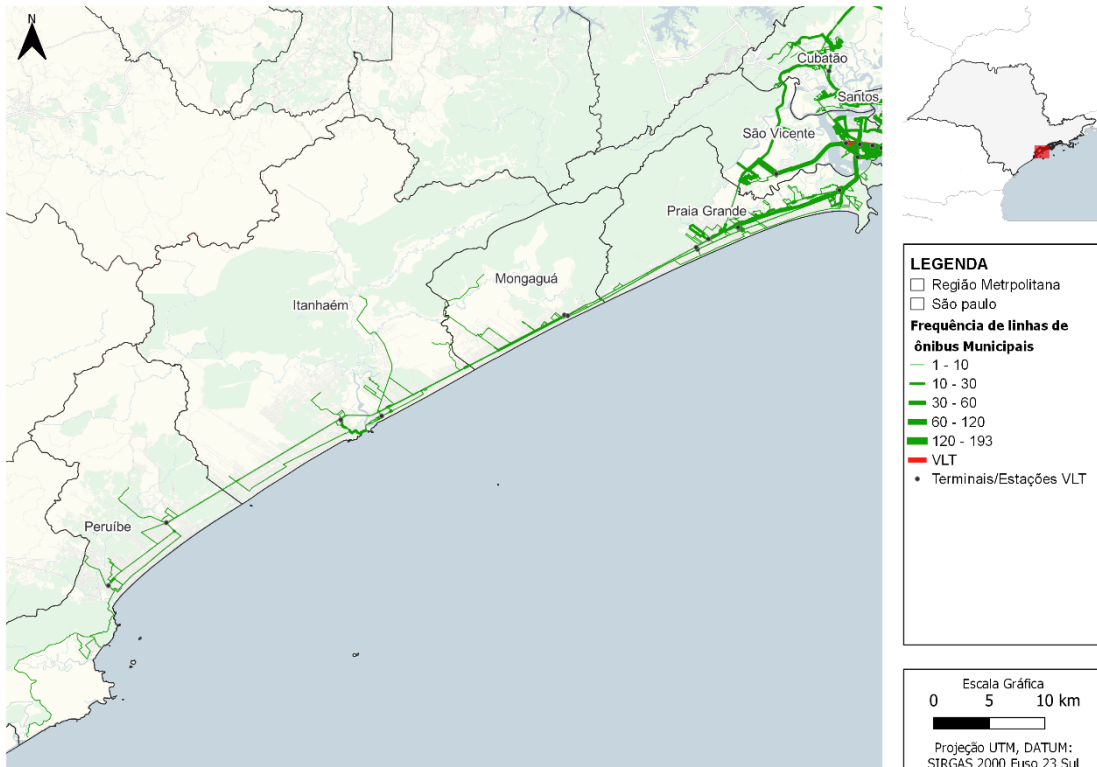 N
Cubatão
Santos
São Vicente
Praia Grande
Mongaguá
Itanhaém
Peruíbe
LEGENDA
Região Metrpolitana
São paulo
Frequência de linhas de
ônibus Municipais
1 - 10
10 - 30
30 - 60
60 - 120
120 - 193
VLT
Terminais/Estações VLT
Escala Gráfica
0 5 10 km
Projeção UTM, DATUM:
SIRGAS 2000 Fuso 23 Sul